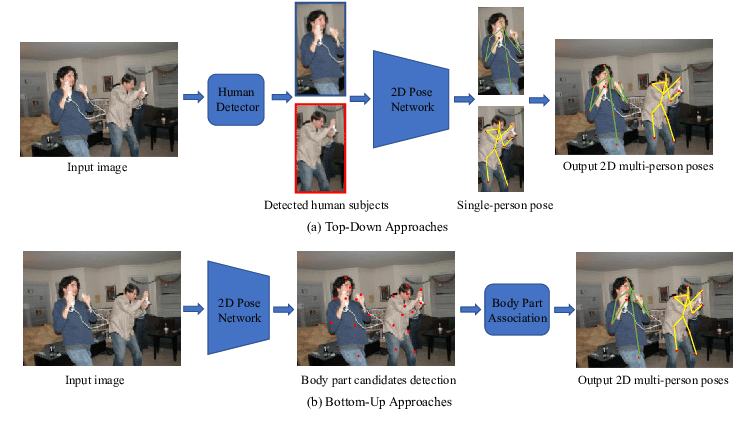 Human
Detector
2D Pose
Network
Input image
Output 2D multi-person poses
Detected human subjects
Single-person pose
(a) Top-Down Approaches
2D Pose
Network
Body Part
Association
Input image
Body part candidates detection
Output 2D multi-person poses
(b) Bottom-Up Approaches